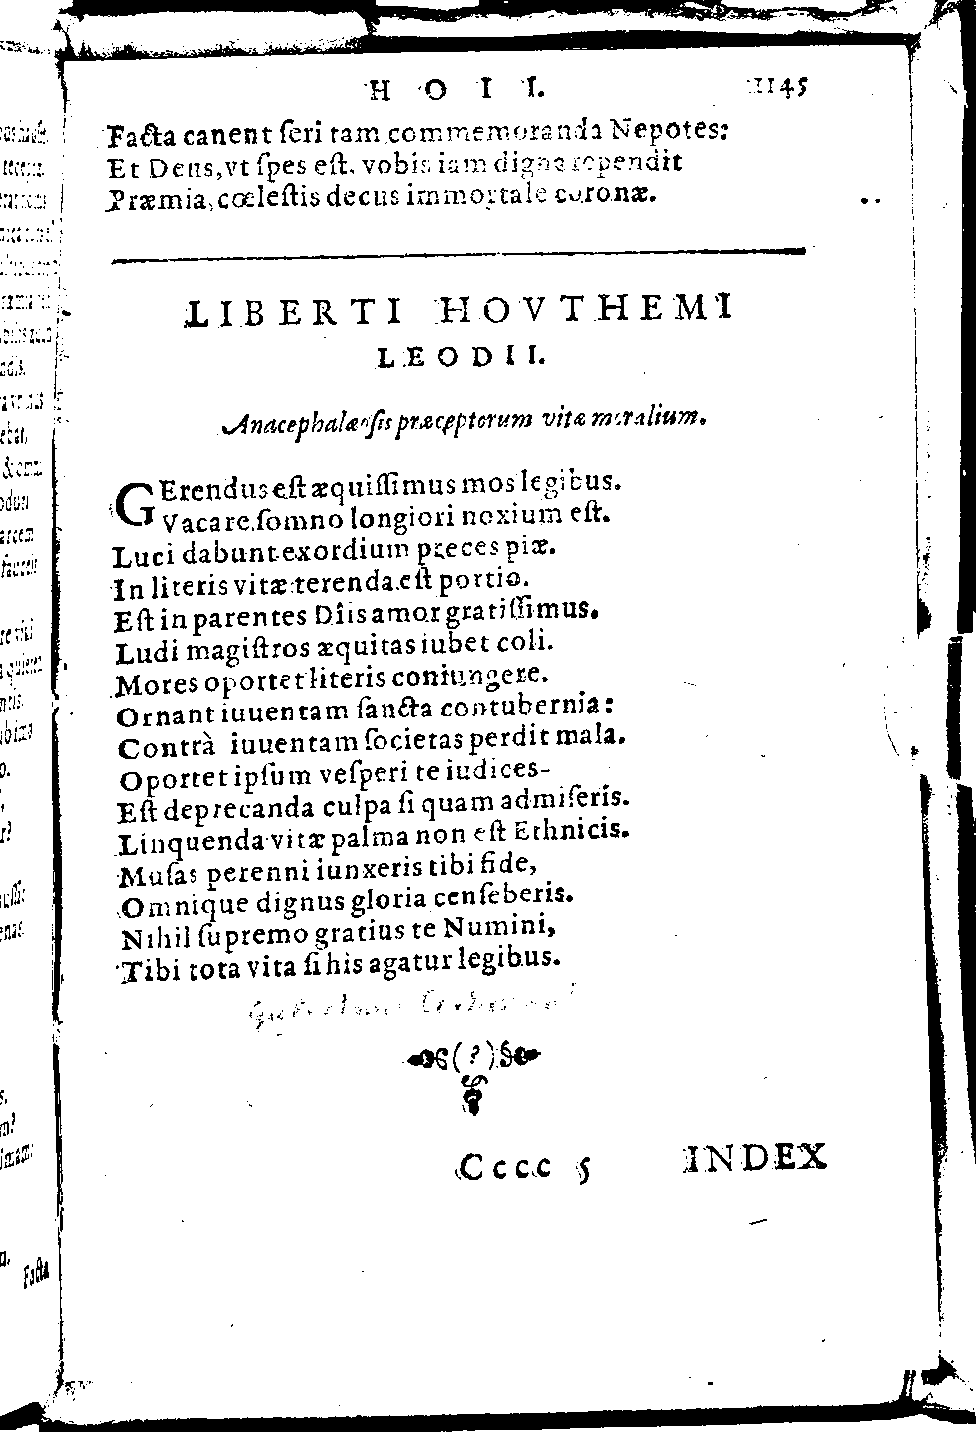 H O I I.
1145
Facta canent ſeri tam commemoranda Nepotes:
Et Deus, vt ſpes eſt. vobis iam digna rependit
Præmia, cœleſtis decus immortale coronæ.
LIBERTI HOVTHEMI
LEODII.
Anacephalæoſis præceptorum vitæ moralium.
GErendus eſt æquiſſimus mos legibus.
Vacare ſomno longiori noxium eſt.
Luci dabunt exordium preces piæ.
In literis vitæ terenda eſt portio.
Eſt in parentes Diis amor gratiſſimus.
Ludi magiſtros æquitas iubet coli.
Mores oportet literis coniungere.
Ornant iuuentam ſancta contubernia:
Contrà iuuentam ſocietas perdit mala.
Oportet ipſum veſperi te iudices-
Eſt deprecanda culpa ſi quam admiſeris.
Linquenda vitæ palma non eſt Ethnicis.
Muſas perenni iunxeris tibi fide,
Omnique dignus gloria cenſeberis.
Nihil ſupremo gratius te Numini,
Tibi tota vita ſi his agatur legibus.
(?)
Cccc 5
INDEX
Facta